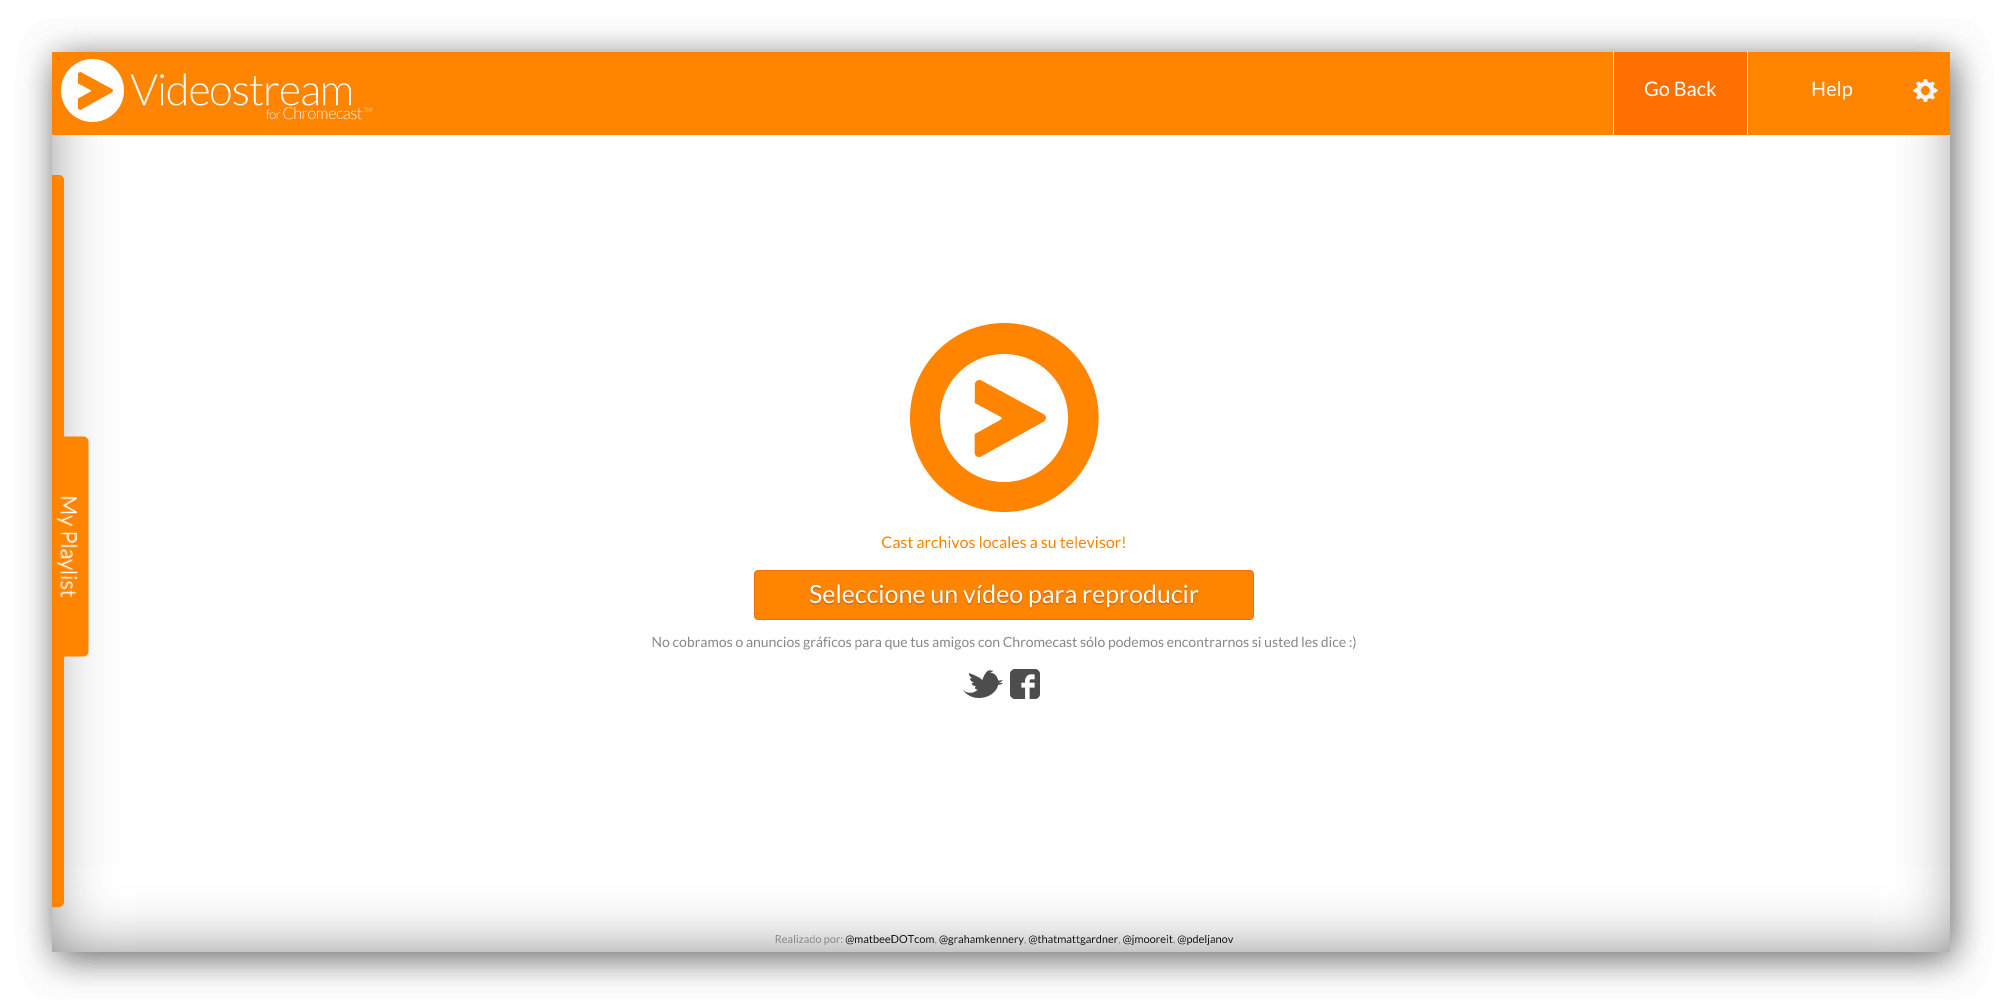 Videostream
for Chromecast™
Go Back
Help
My Playlist
Cast archivos locales a su televisor!
Seleccione un vídeo para reproducir
No cobramos o anuncios gráficos para que tus amigos con Chromecast sólo podemos encontrarnos si usted les dice :)
Realizado por: @matbeeDOTcom, @grahamkennery, @thatmattgardner, @jmooreit, @pdeljanov